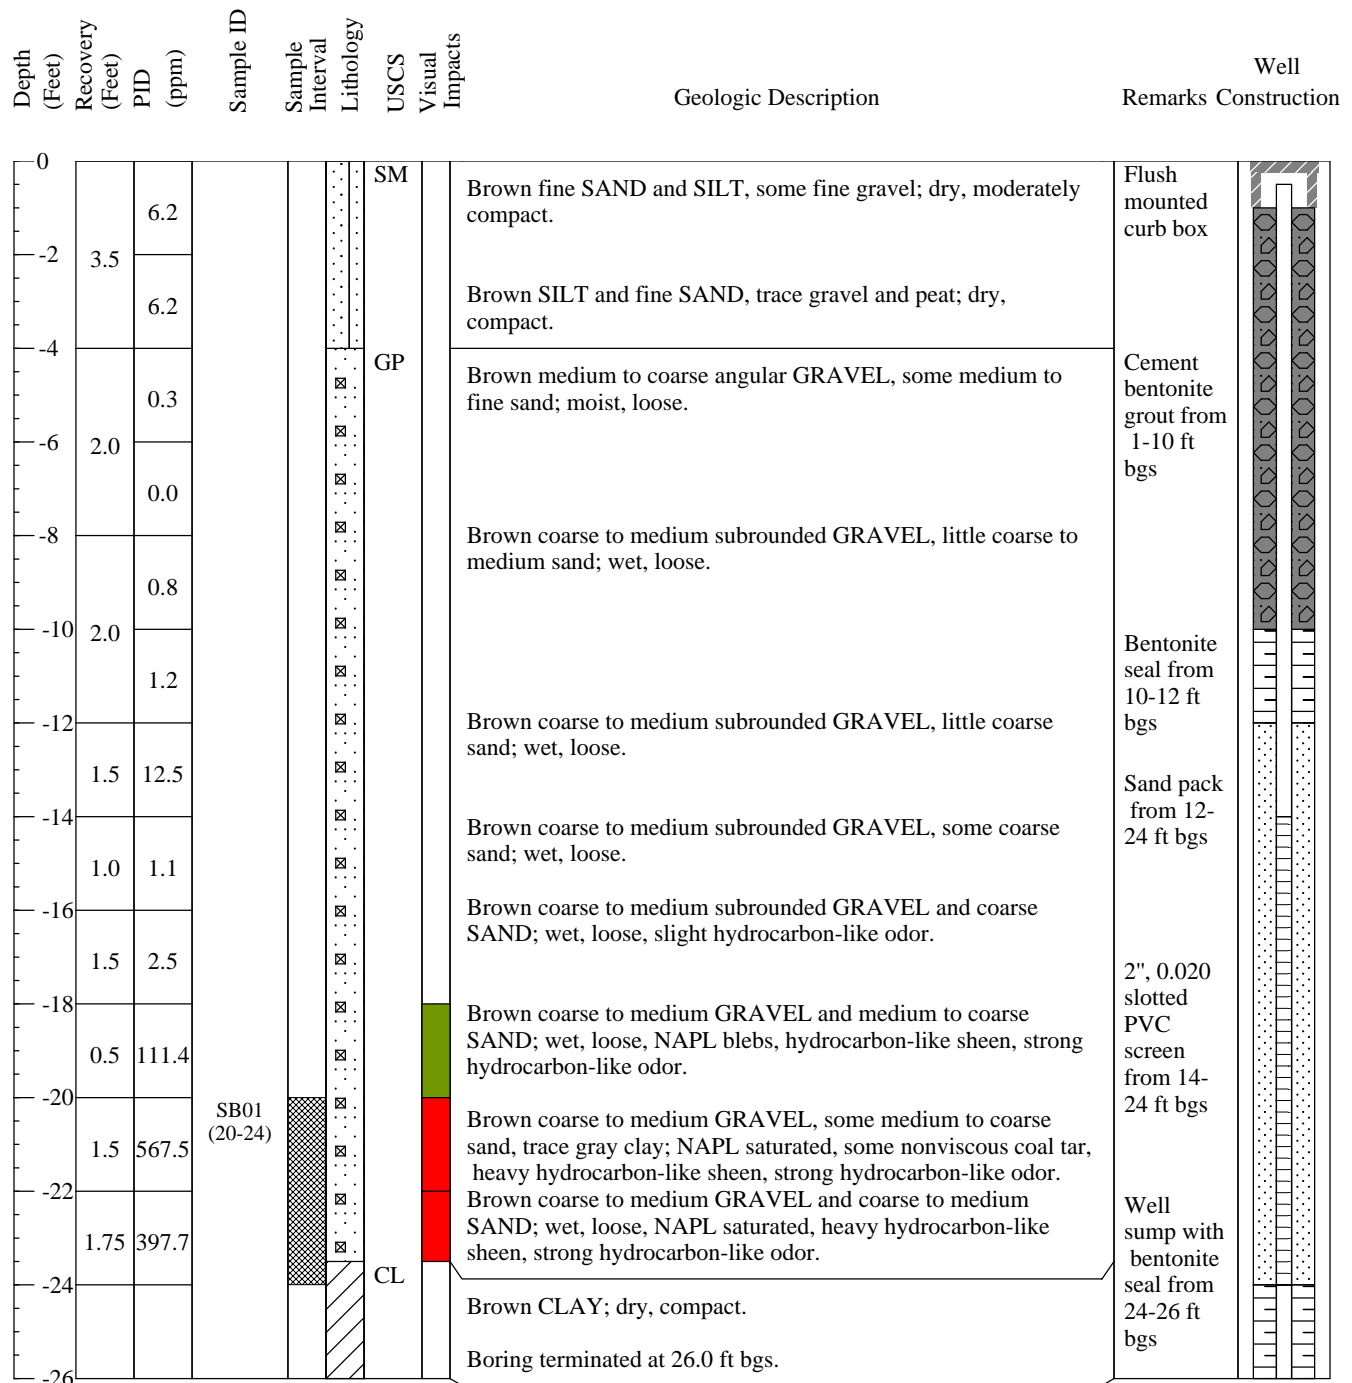 Depth
(Feet)
Recovery
(Feet)
PID
(ppm)
Sample ID
Sample
Interval
Lithology
USCS
Visual
Impacts
Geologic Description
Remarks
Well
Construction
0
-2
-4
-6
-8
-10
-12
-14
-16
-18
-20
-22
-24
-26
3.5
2.0
2.0
1.5
1.0
1.5
0.5
1.5
1.75
6.2
6.2
0.3
0.0
0.8
1.2
12.5
1.1
2.5
111.4
567.5
397.7
SB01
(20-24)
SM
GP
CL
Brown fine SAND and SILT, some fine gravel; dry, moderately
compact.
Brown SILT and fine SAND, trace gravel and peat; dry,
compact.
Brown medium to coarse angular GRAVEL, some medium to
fine sand; moist, loose.
Brown coarse to medium subrounded GRAVEL, little coarse to
medium sand; wet, loose.
Brown coarse to medium subrounded GRAVEL, little coarse
sand; wet, loose.
Brown coarse to medium subrounded GRAVEL, some coarse
sand; wet, loose.
Brown coarse to medium subrounded GRAVEL and coarse
SAND; wet, loose, slight hydrocarbon-like odor.
Brown coarse to medium GRAVEL and medium to coarse
SAND; wet, loose, NAPL blebs, hydrocarbon-like sheen, strong
hydrocarbon-like odor.
Brown coarse to medium GRAVEL, some medium to coarse
sand, trace gray clay; NAPL saturated, some nonviscous coal tar,
heavy hydrocarbon-like sheen, strong hydrocarbon-like odor.
Brown coarse to medium GRAVEL and coarse to medium
SAND; wet, loose, NAPL saturated, heavy hydrocarbon-like
sheen, strong hydrocarbon-like odor.
Brown CLAY; dry, compact.
Boring terminated at 26.0 ft bgs.
Flush
mounted
curb box
Cement
bentonite
grout from
1-10 ft
bgs
Bentonite
seal from
10-12 ft
bgs
Sand pack
from 12-
24 ft bgs
2", 0.020
slotted
PVC
screen
from 14-
24 ft bgs
Well
sump with
bentonite
seal from
24-26 ft
bgs